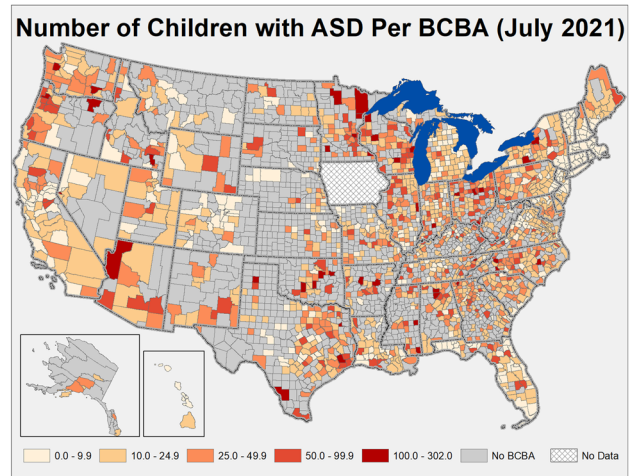 Number of Children with ASD Per BCBA (July 2021)
0.0 - 9.9 10.0 - 24.9 25.0 - 49.9 50.0 - 99.9 100.0 - 302.0 No BCBA No Data